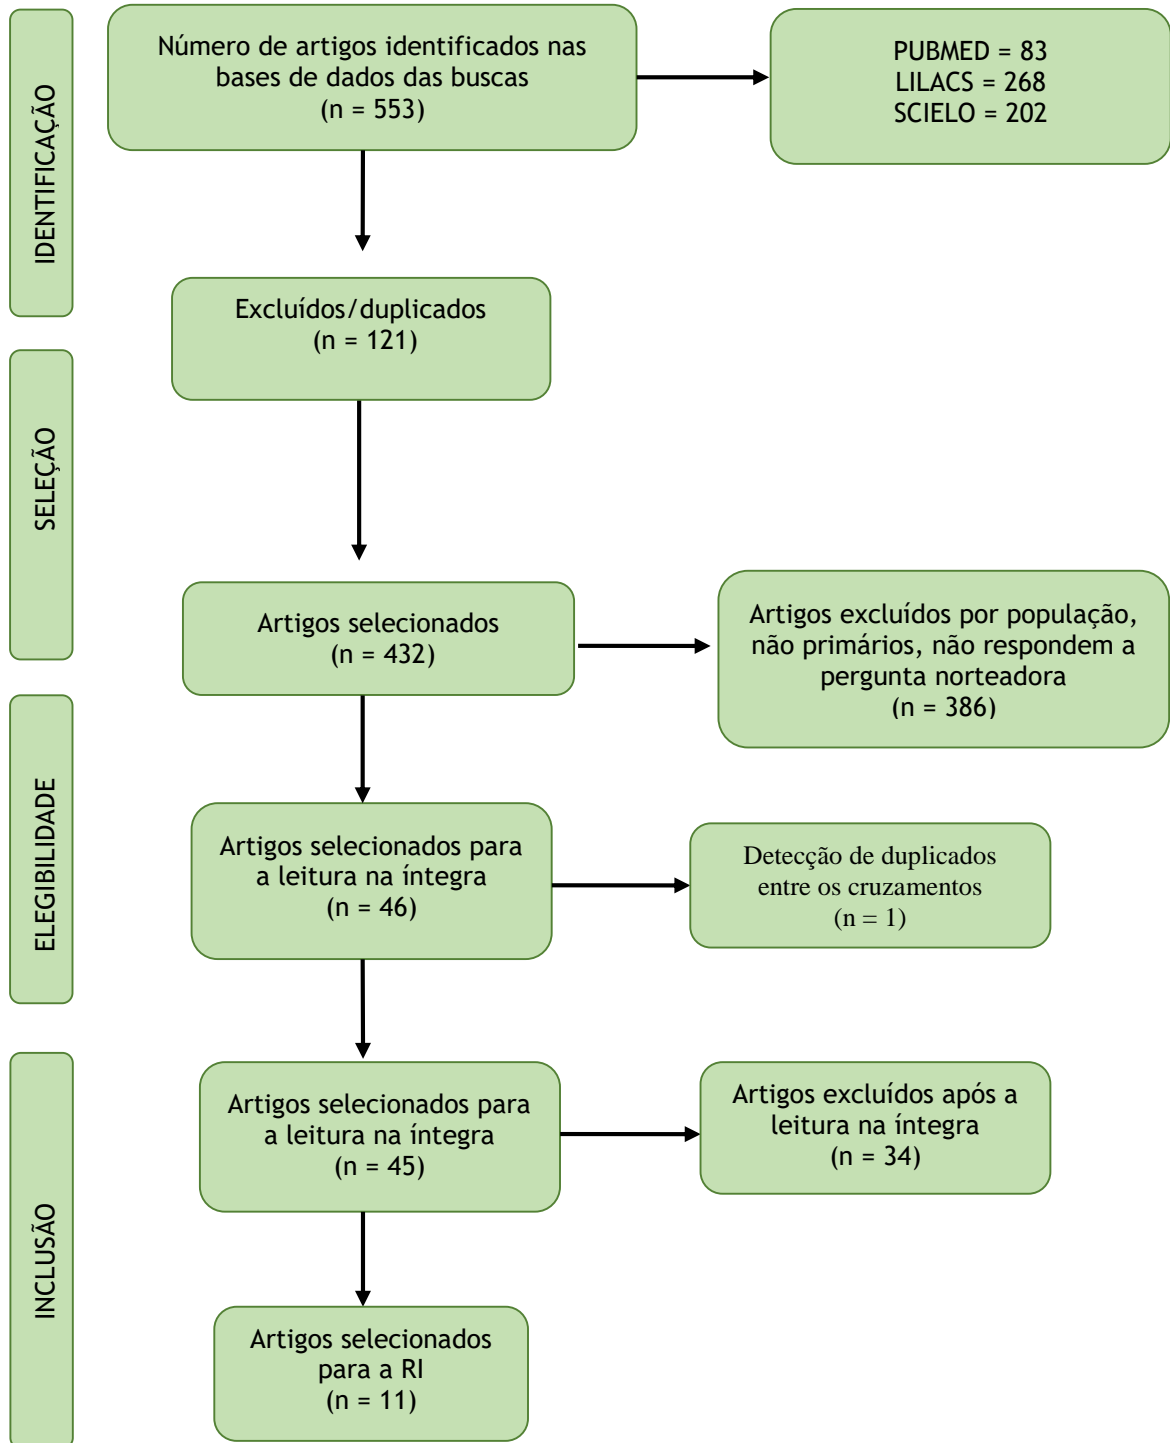 IDENTIFICAÇÃO
Número de artigos identificados nas
bases de dados das buscas
(n = 553)
PUBMED = 83
LILACS = 268
SCIELO = 202
Excluídos/duplicados
(n = 121)
SELEÇÃO
Artigos selecionados
(n = 432)
Artigos excluídos por população,
não primários, não respondem a
pergunta norteadora
(n = 386)
ELEGIBILIDADE
Artigos selecionados para
a leitura na íntegra
(n = 46)
Detecção de duplicados
entre os cruzamentos
(n = 1)
INCLUSÃO
Artigos selecionados para
a leitura na íntegra
(n = 45)
Artigos excluídos após a
leitura na íntegra
(n = 34)
Artigos selecionados
para a RI
(n = 11)